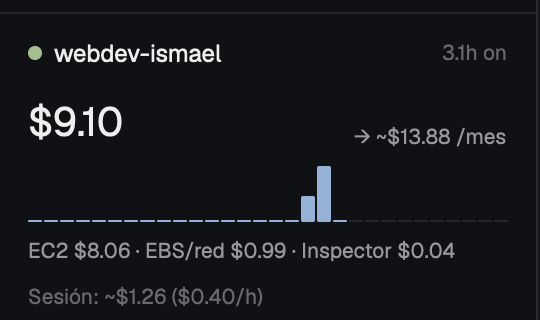 webdev-ismael 3.1h on
$9.10
→ ~$13.88 /mes
EC2 $8.06 · EBS/red $0.99 · Inspector $0.04
Sesión: ~$1.26 ($0.40/h)